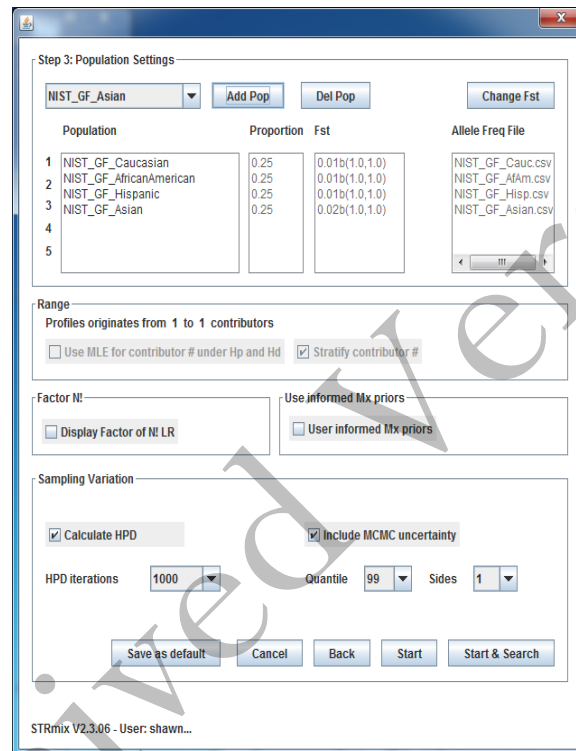 X
Step 3: Population Settings
NIST_GF_Asian Add Pop Del Pop Change Fst
Population Proportion Fst Allele Freq File
1 NIST_GF_Caucasian 0.25 0.01b(1.0,1.0) NIST_GF_Cauc.csv
2 NIST_GF_AfricanAmerican 0.25 0.01b(1.0,1.0) NIST_GF_AfAm.csv
3 NIST_GF_Hispanic 0.25 0.01b(1.0,1.0) NIST_GF_Hisp.csv
4 NIST_GF_Asian 0.25 0.02b(1.0,1.0) NIST_GF_Asian.csv
5
Range
Profiles originates from 1 to 1 contributors
Use MLE for contributor # under Hp and Hd Stratify contributor #
Factor N! Use informed Mx priors
Display Factor of N! LR User informed Mx priors
Sampling Variation
Calculate HPD Include MCMC uncertainty
HPD iterations 1000 Quantile 99 Sides 1
Save as default Cancel Back Start Start & Search
STRmix V2.3.06 - User: shawn...
ived Ver